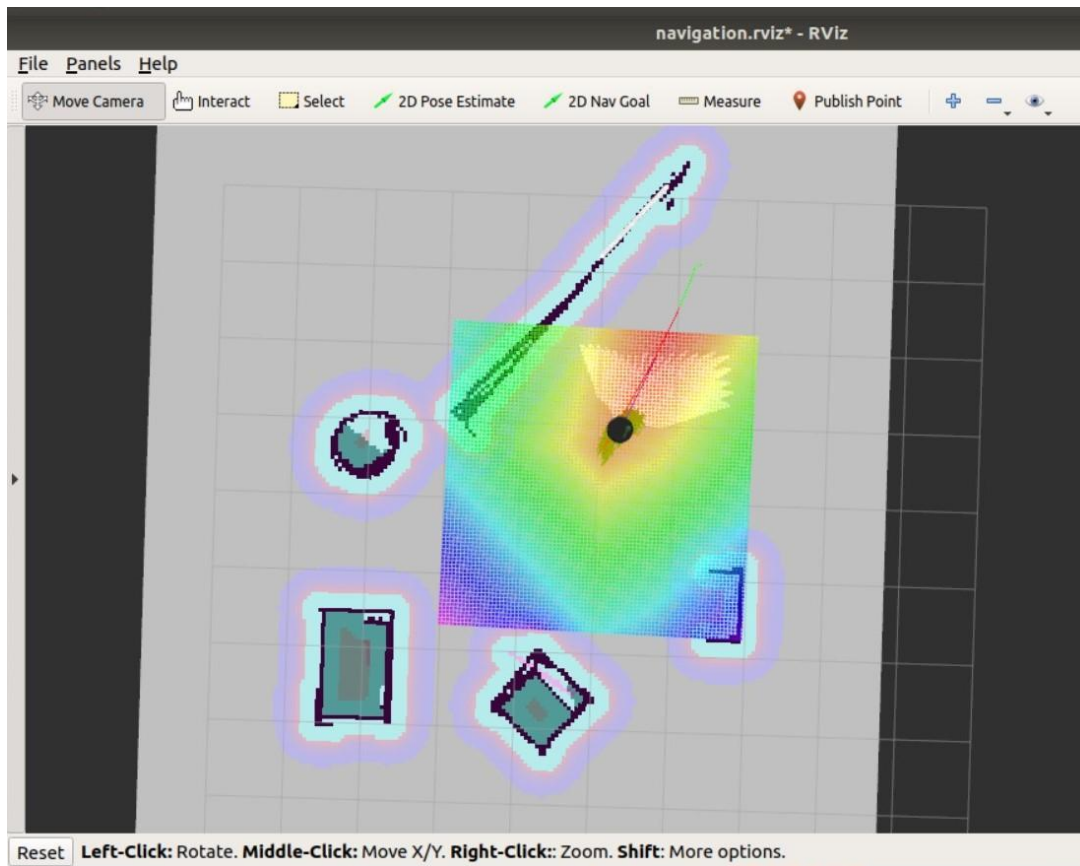 navigation.rviz* - RViz
File Panels Help
Move Camera Interact Select 2D Pose Estimate 2D Nav Goal Measure Publish Point
Reset Left-Click: Rotate. Middle-Click: Move X/Y. Right-Click:: Zoom. Shift: More options.